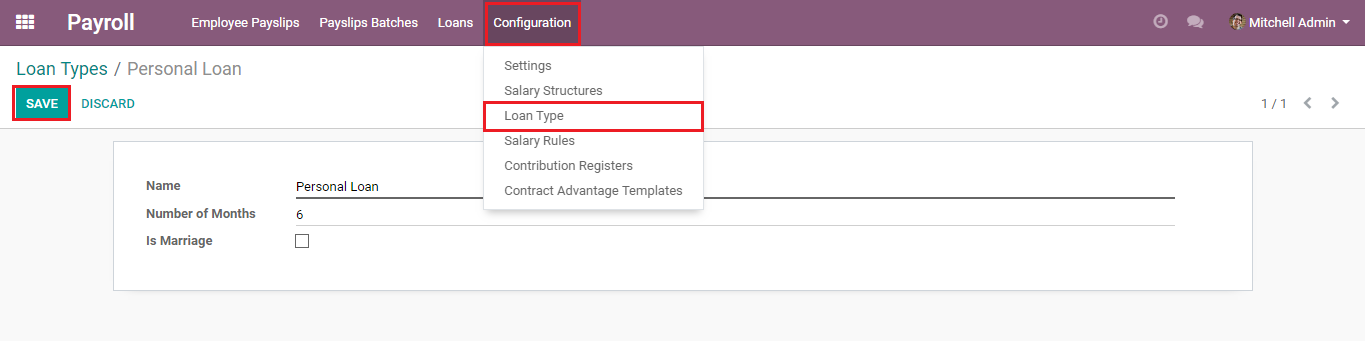 Payroll Employee Payslips Payslips Batches Loans Configuration Mitchell Admin
Loan Types / Personal Loan
SAVE DISCARD 1 / 1
Settings
Salary Structures
Loan Type
Salary Rules
Contribution Registers
Contract Advantage Templates
Name Personal Loan
Number of Months 6
Is Marriage